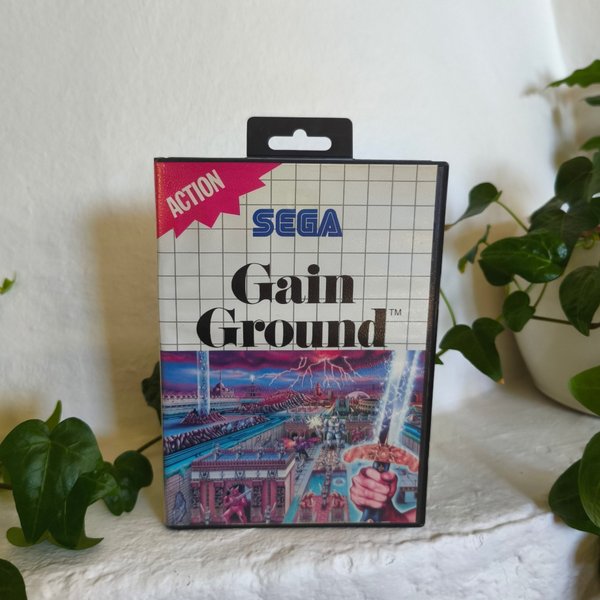 ACTION
SEGA
Gain
Ground™